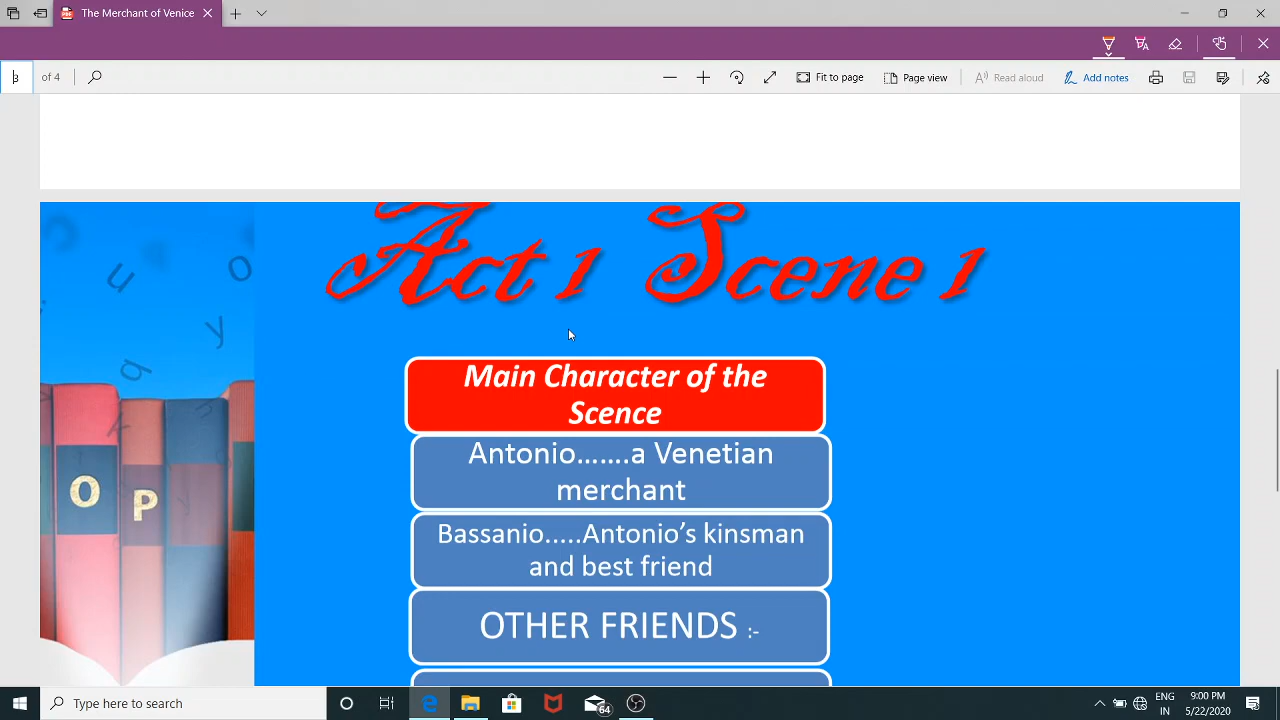 The Merchant of Venice
3 of 4
Fit to page
Page view
Read aloud
Add notes
Act 1 Scene 1
u o
y
q
O P
Main Character of the
Scence
Antonio.......a Venetian
merchant
Bassanio.....Antonio’s kinsman
and best friend
OTHER FRIENDS :-
Type here to search
64
ENG
IN
9:00 PM
5/22/2020